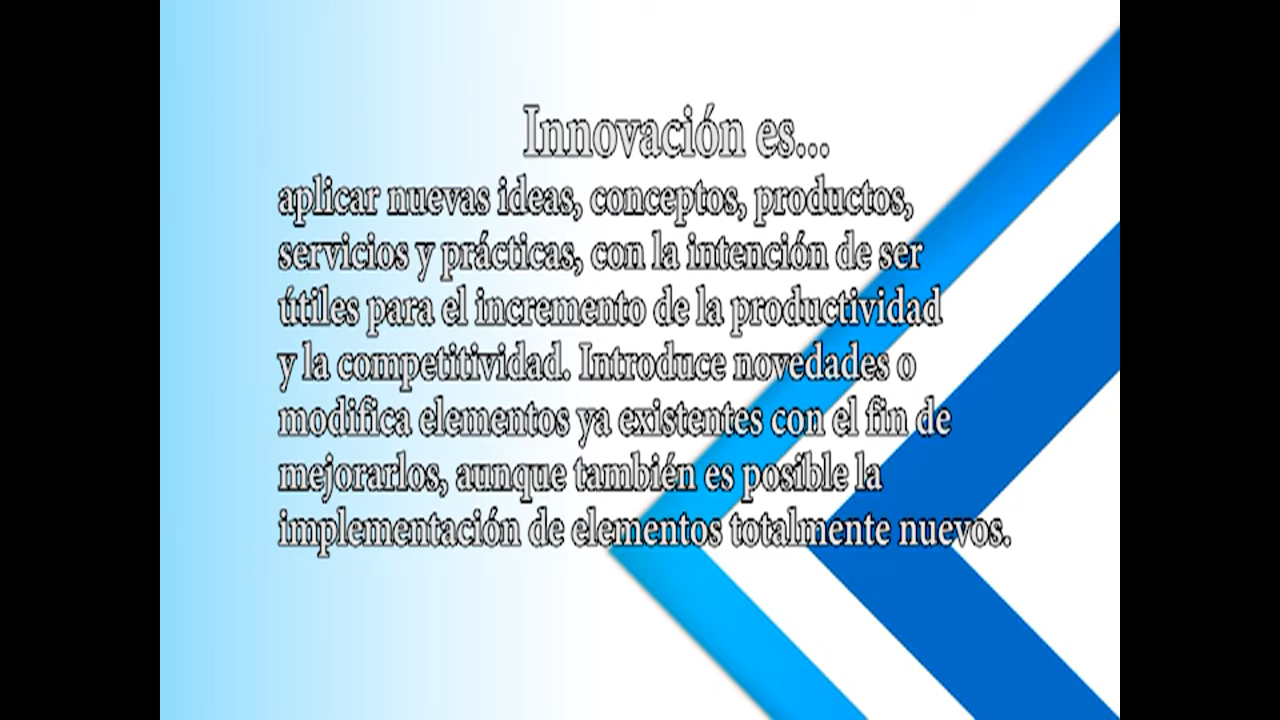 Innovación es...
aplicar nuevas ideas, conceptos, productos,
servicios y prácticas, con la intención de ser
útiles para el incremento de la productividad
y la competitividad. Introduce novedades o
modifica elementos ya existentes con el fin de
mejorarlos, aunque también es posible la
implementación de elementos totalmente nuevos.